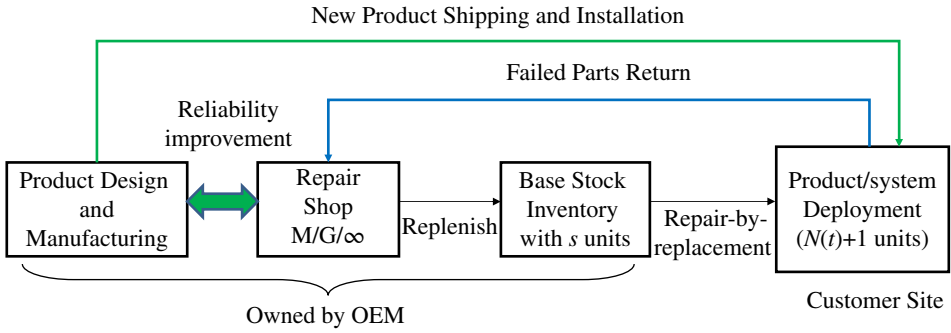 New Product Shipping and Installation
Failed Parts Return
Reliability
improvement
Product Design
and
Manufacturing
Repair
Shop
M/G/∞
Replenish
Base Stock
Inventory
with s units
Repair-by-
replacement
Product/system
Deployment
(N(t)+1 units)
Owned by OEM
Customer Site